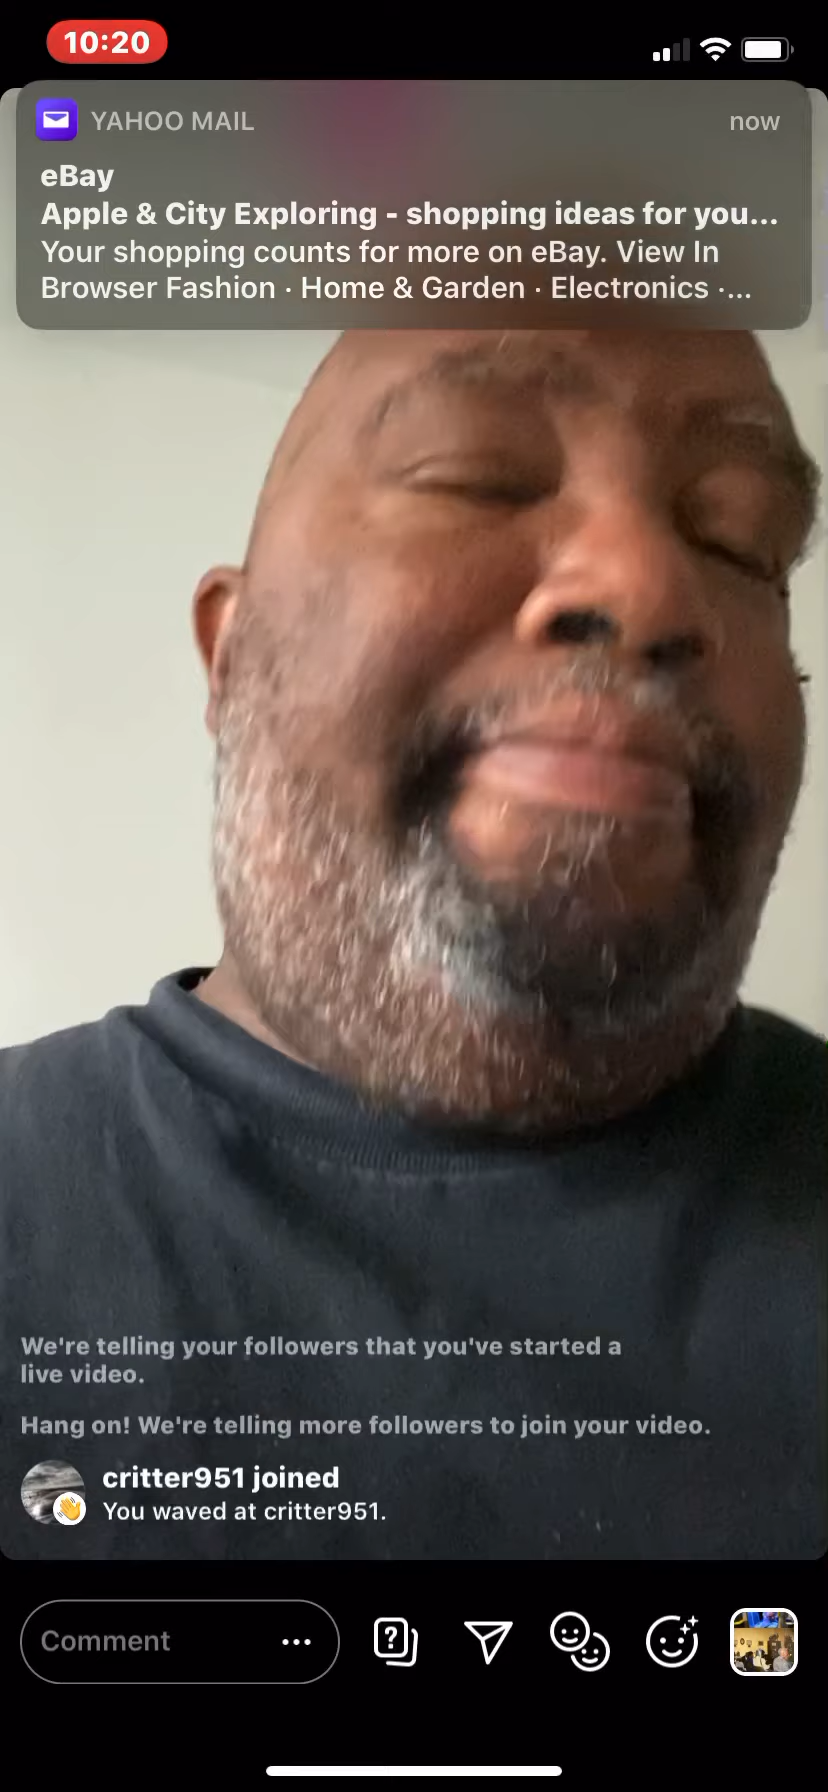 10:20
YAHOO MAIL now
eBay
Apple & City Exploring - shopping ideas for you...
Your shopping counts for more on eBay. View In
Browser Fashion · Home & Garden · Electronics ·...
We're telling your followers that you've started a
live video.
Hang on! We're telling more followers to join your video.
critter951 joined
You waved at critter951.
Comment